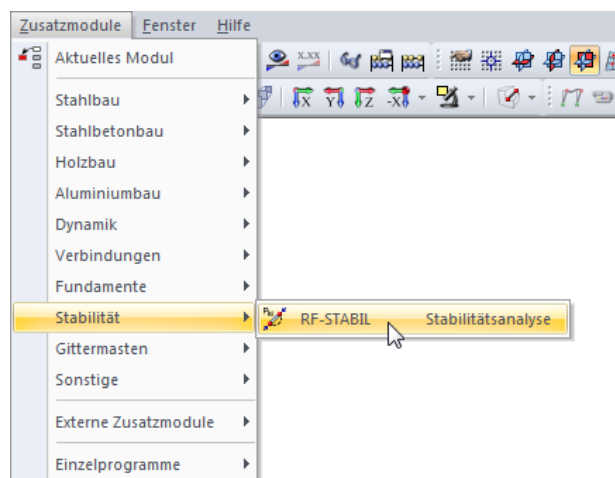 Zusatzmodule Fenster Hilfe
Aktuelles Modul
x.xx
Stahlbau
X Z -X
Stahlbetonbau
Holzbau
Aluminiumbau
Dynamik
Verbindungen
Fundamente
Stabilität
RF-STABIL Stabilitätsanalyse
Gittermasten
Sonstige
Externe Zusatzmodule
Einzelprogramme